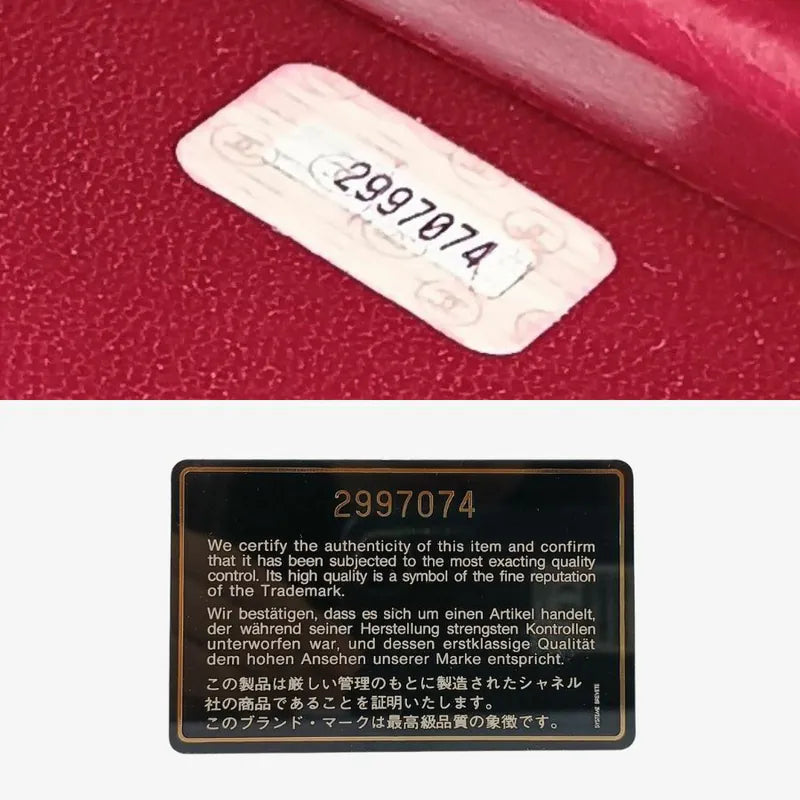 2997074
2997074
We certify the authenticity of this item and confirm
that it has been subjected to the most exacting quality
control. Its high quality is a symbol of the fine reputation
of the Trademark.
Wir bestätigen, dass es sich um einen Artikel handelt,
der während seiner Herstellung strengsten Kontrollen
unterworfen war, und dessen erstklassige Qualität
dem hohen Ansehen unserer Marke entspricht.
この製品は厳しい管理のもとに製造されたシャネル
社の商品であることを証明いたします。
このブランド・マークは最高級品質の象徴です。
SYSTEME BREVETE